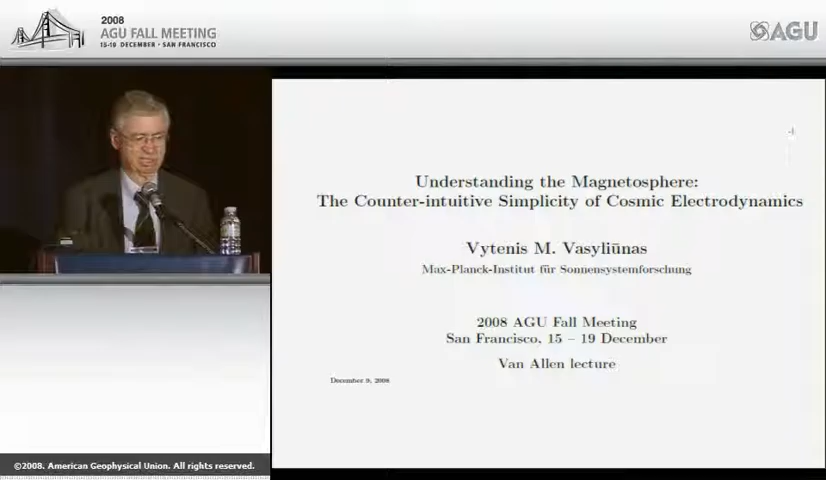 2008
AGU FALL MEETING
15-19 DECEMBER • SAN FRANCISCO
AGU
Understanding the Magnetosphere:
The Counter-intuitive Simplicity of Cosmic Electrodynamics
Vytenis M. Vasyliūnas
Max-Planck-Institut für Sonnensystemforschung
2008 AGU Fall Meeting
San Francisco, 15 – 19 December
Van Allen lecture
December 9, 2008
©2008. American Geophysical Union. All rights reserved.